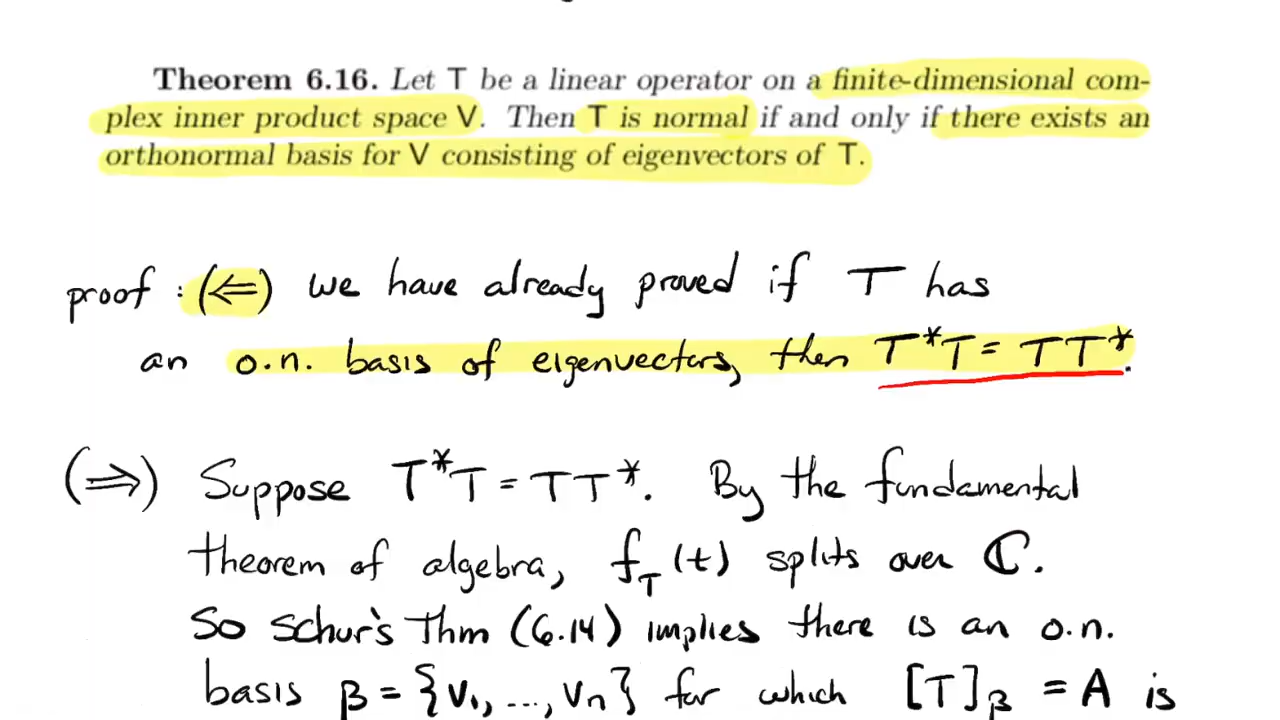 Theorem 6.16. Let T be a linear operator on a finite-dimensional com-
plex inner product space V. Then T is normal if and only if there exists an
orthonormal basis for V consisting of eigenvectors of T.
proof : (⇐) we have already proved if T has
an o.n. basis of eigenvectors, then T*T = TT*.
(⇒) Suppose T*T = TT*. By the fundamental
theorem of algebra, f_T(t) splits over ℂ.
So Schur's Thm (6.14) implies there is an o.n.
basis β = {v₁, ..., vₙ} for which [T]_β = A is